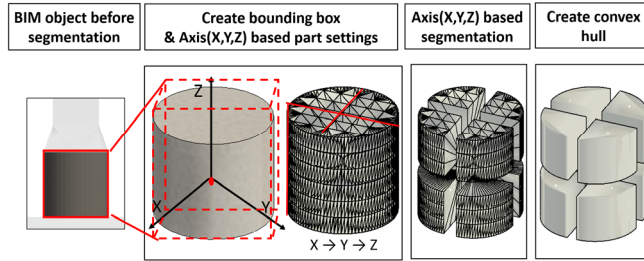 BIM object before
segmentation
Create bounding box
& Axis(X,Y,Z) based part settings
Axis(X,Y,Z) based
segmentation
Create convex
hull
Z
X
Y
X → Y → Z